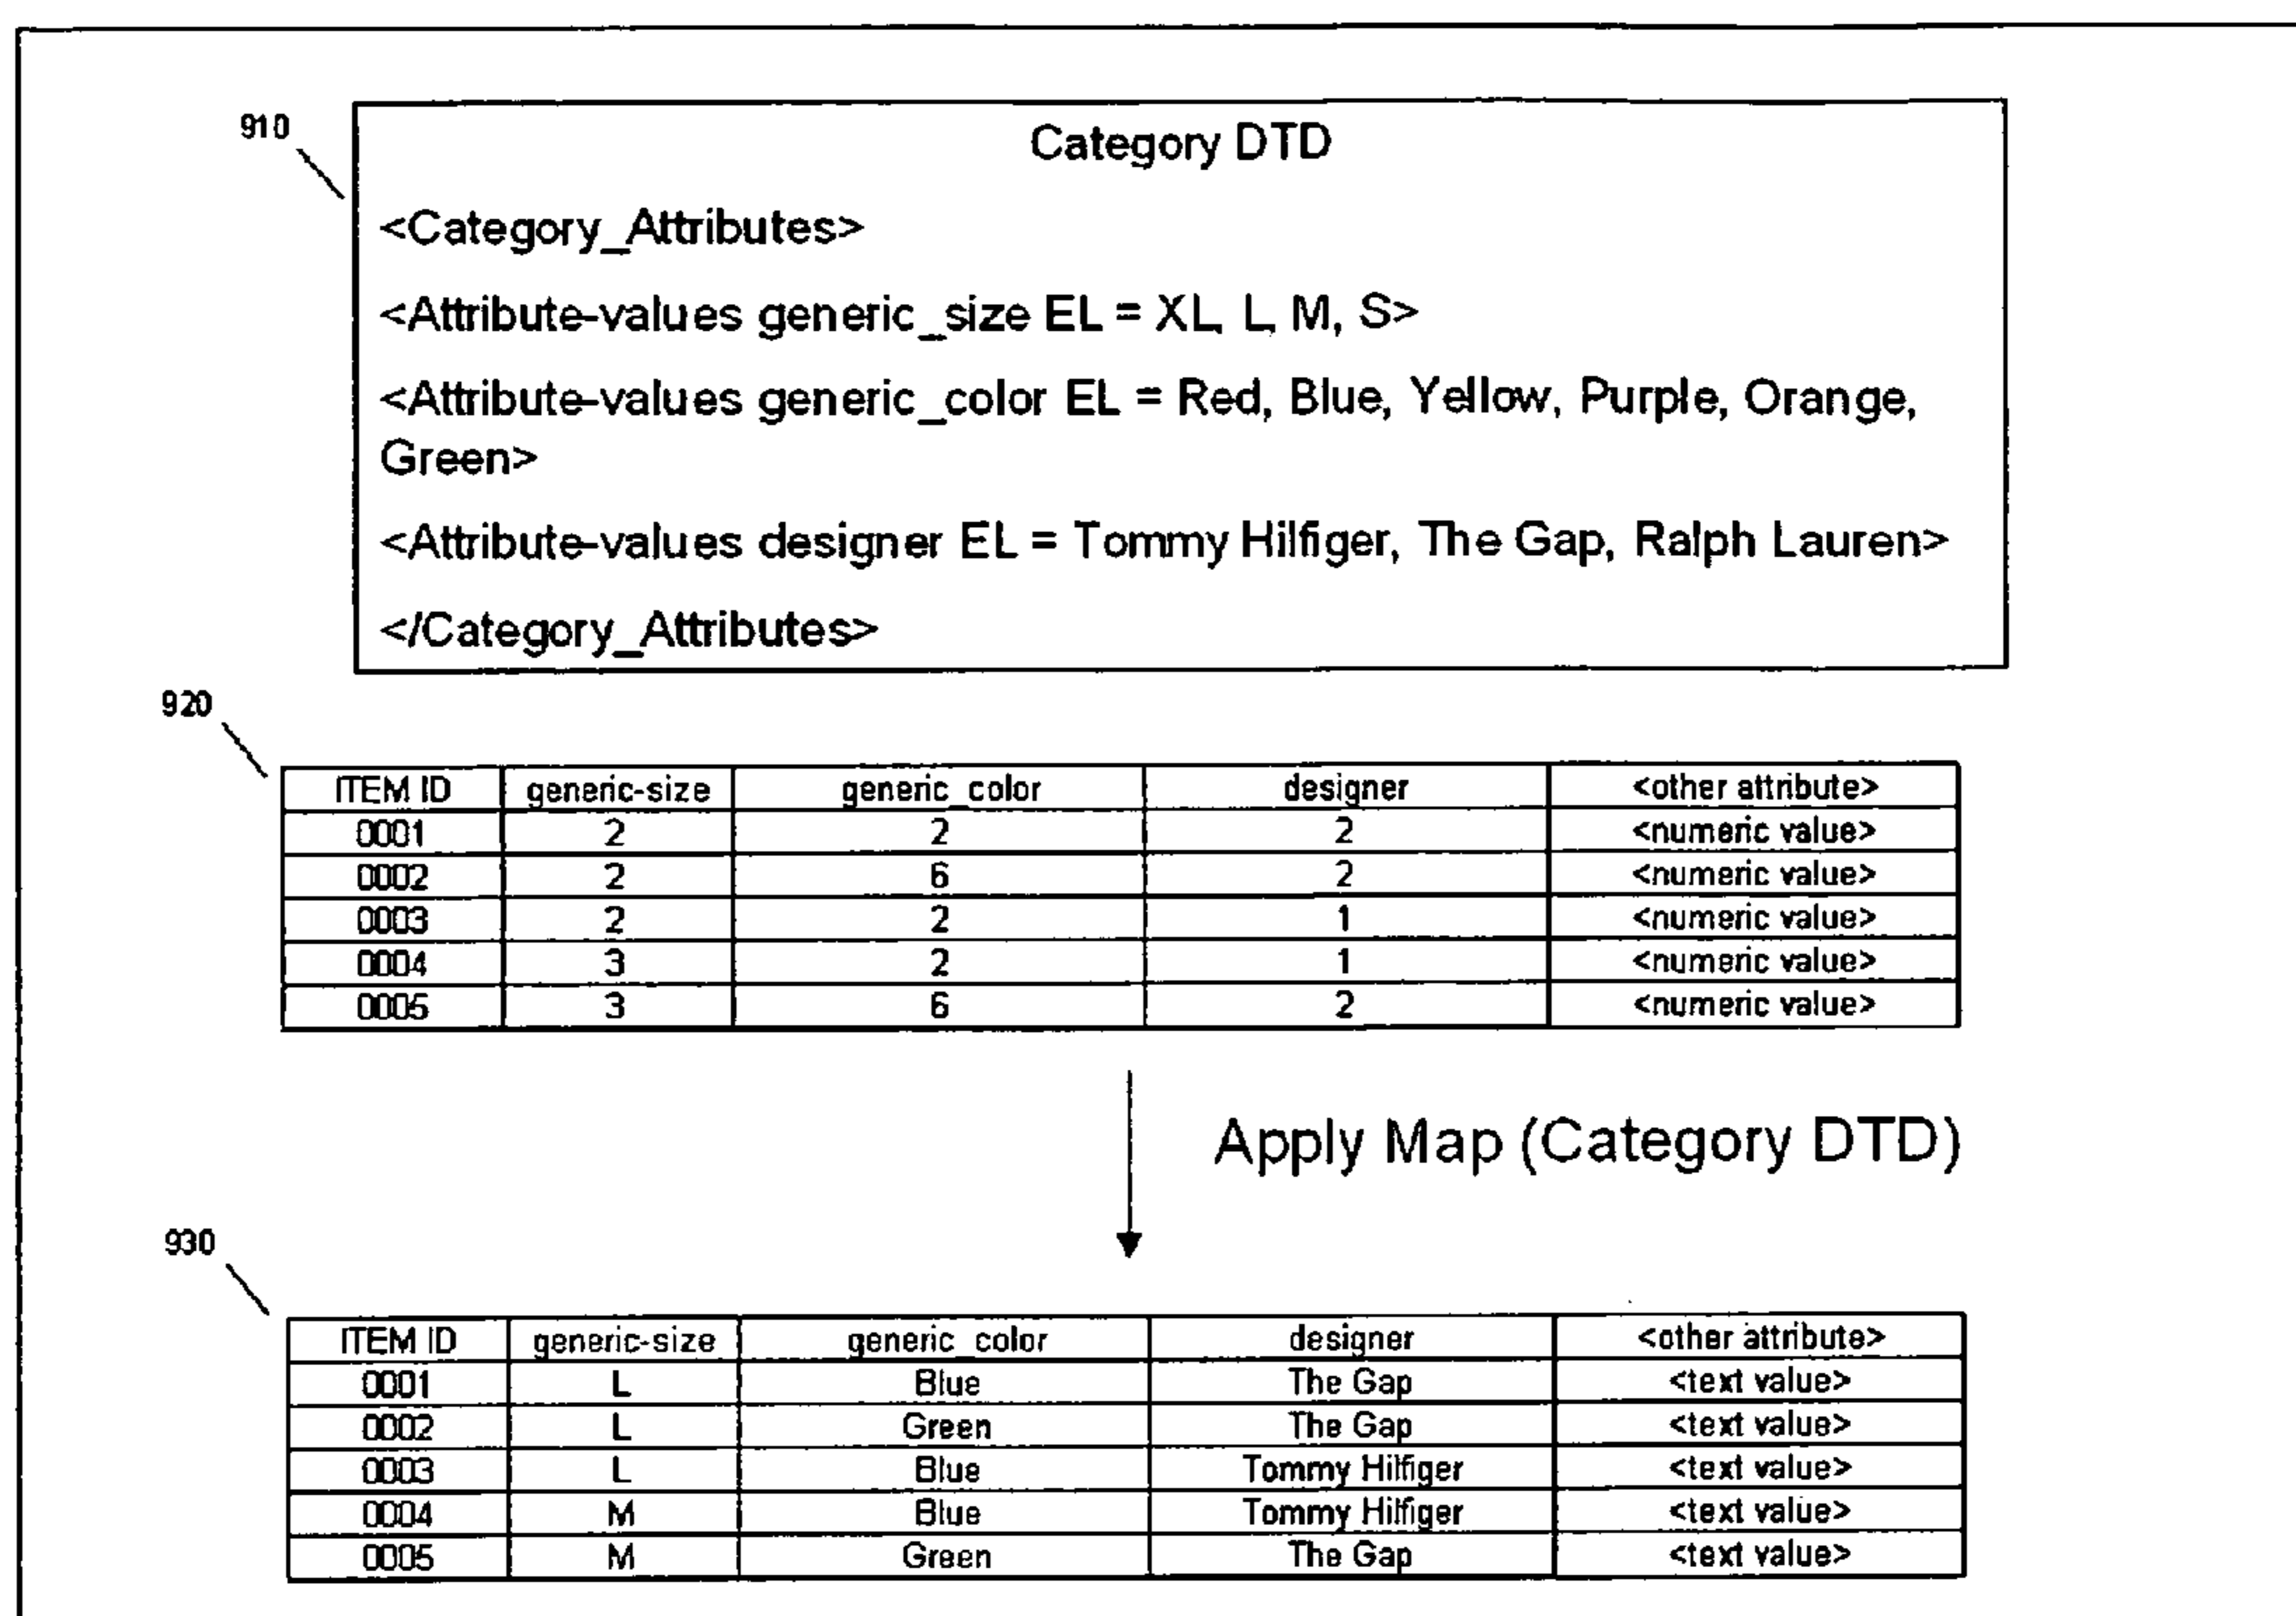 910
Category DTD
<Category_Attributes>
<Attribute-values generic_size EL = XL, L, M, S>
<Attribute-values generic_color EL = Red, Blue, Yellow, Purple, Orange,
Green>
<Attribute-values designer EL = Tommy Hilfiger, The Gap, Ralph Lauren>
</Category_Attributes>
920
ITEM ID generic-size generic_color designer <other attribute>
0001 2 2 2 <numeric value>
0002 2 6 2 <numeric value>
0003 2 2 1 <numeric value>
0004 3 2 1 <numeric value>
0005 3 6 2 <numeric value>
Apply Map (Category DTD)
930
ITEM ID generic-size generic_color designer <other attribute>
0001 L Blue The Gap <text value>
0002 L Green The Gap <text value>
0003 L Blue Tommy Hilfiger <text value>
0004 M Blue Tommy Hilfiger <text value>
0005 M Green The Gap <text value>